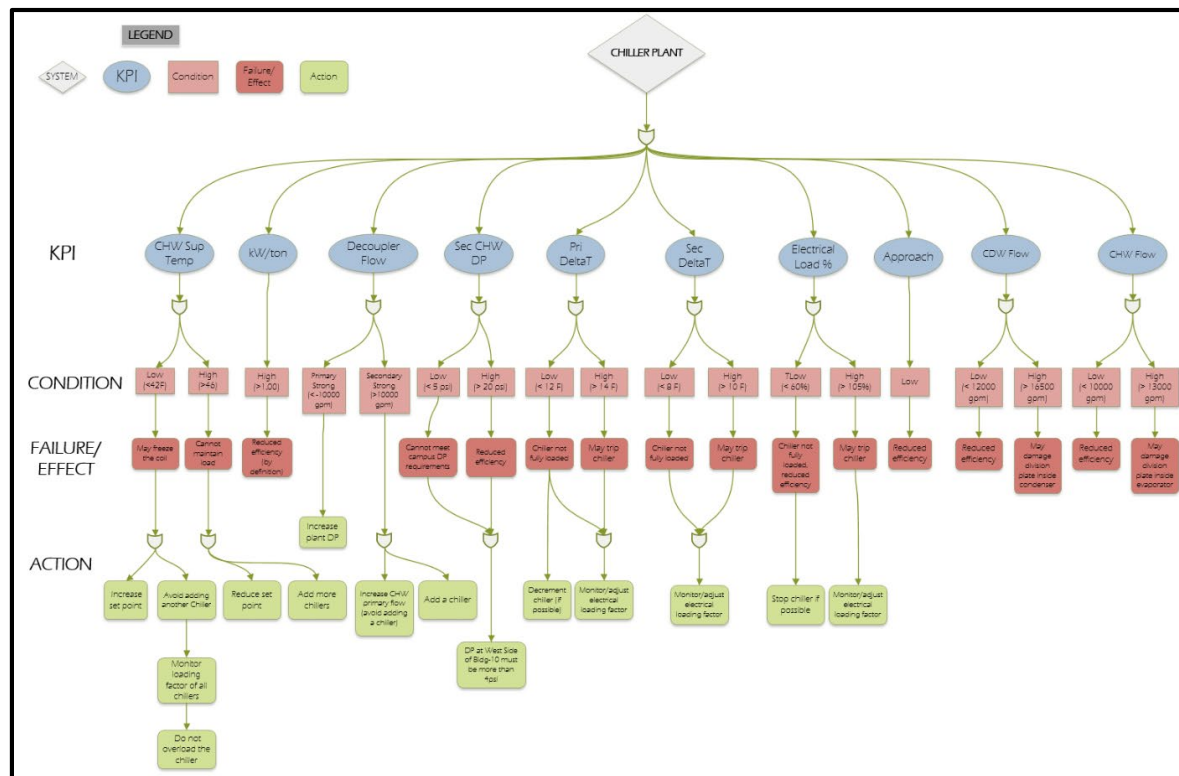 LEGEND
SYSTEM
KPI
Condition
Failure/
Effect
Action
CHILLER PLANT
KPI
CHW Sup
Temp
kW/ton
Decoupler
Flow
Sec CHW
DP
Pri
DeltaT
Sec
DeltaT
Electrical
Load %
Approach
CDW Flow
CHW Flow
CONDITION
Low
(<42F)
High
(>46)
High
(>1.00)
Primary
Strong
(<-10000
gpm)
Secondary
Strong
(>10000
gpm)
Low
(< 5 psi)
High
(> 20 psi)
Low
(< 12 F)
High
(> 14 F)
Low
(< 8 F)
High
(> 10 F)
TLow
(< 60%)
High
(> 105%)
Low
Low
(< 12000
gpm)
High
(> 16500
gpm)
Low
(< 10000
gpm)
High
(> 13000
gpm)
FAILURE/
EFFECT
May freeze
the coil
Cannot
maintain
load
Reduced
efficiency
(by
definition)
Cannot meet
campus DP
requirements
Reduced
efficiency
Chiller not
fully loaded
May trip
chiller
Chiller not
fully loaded
May trip
chiller
Chiller not
fully
loaded,
reduced
efficiency
May trip
chiller
Reduced
efficiency
Reduced
efficiency
May
damage
division
plate inside
condenser
Reduced
efficiency
May
damage
division
plate inside
evaporator
ACTION
Increase
plant DP
Increase
set point
Avoid adding
another Chiller
Reduce set
point
Add more
chillers
Increase CHW
primary flow
(avoid adding
a chiller)
Add a chiller
Decrement
chiller (if
possible)
Monitor/adjust
electrical
loading factor
Monitor/adjust
electrical
loading factor
Stop chiller if
possible
Monitor/adjust
electrical
loading factor
DP at West Side
of Bldg-10 must
be more than
4psi
Monitor
loading
factor of all
chillers
Do not
overload the
chiller